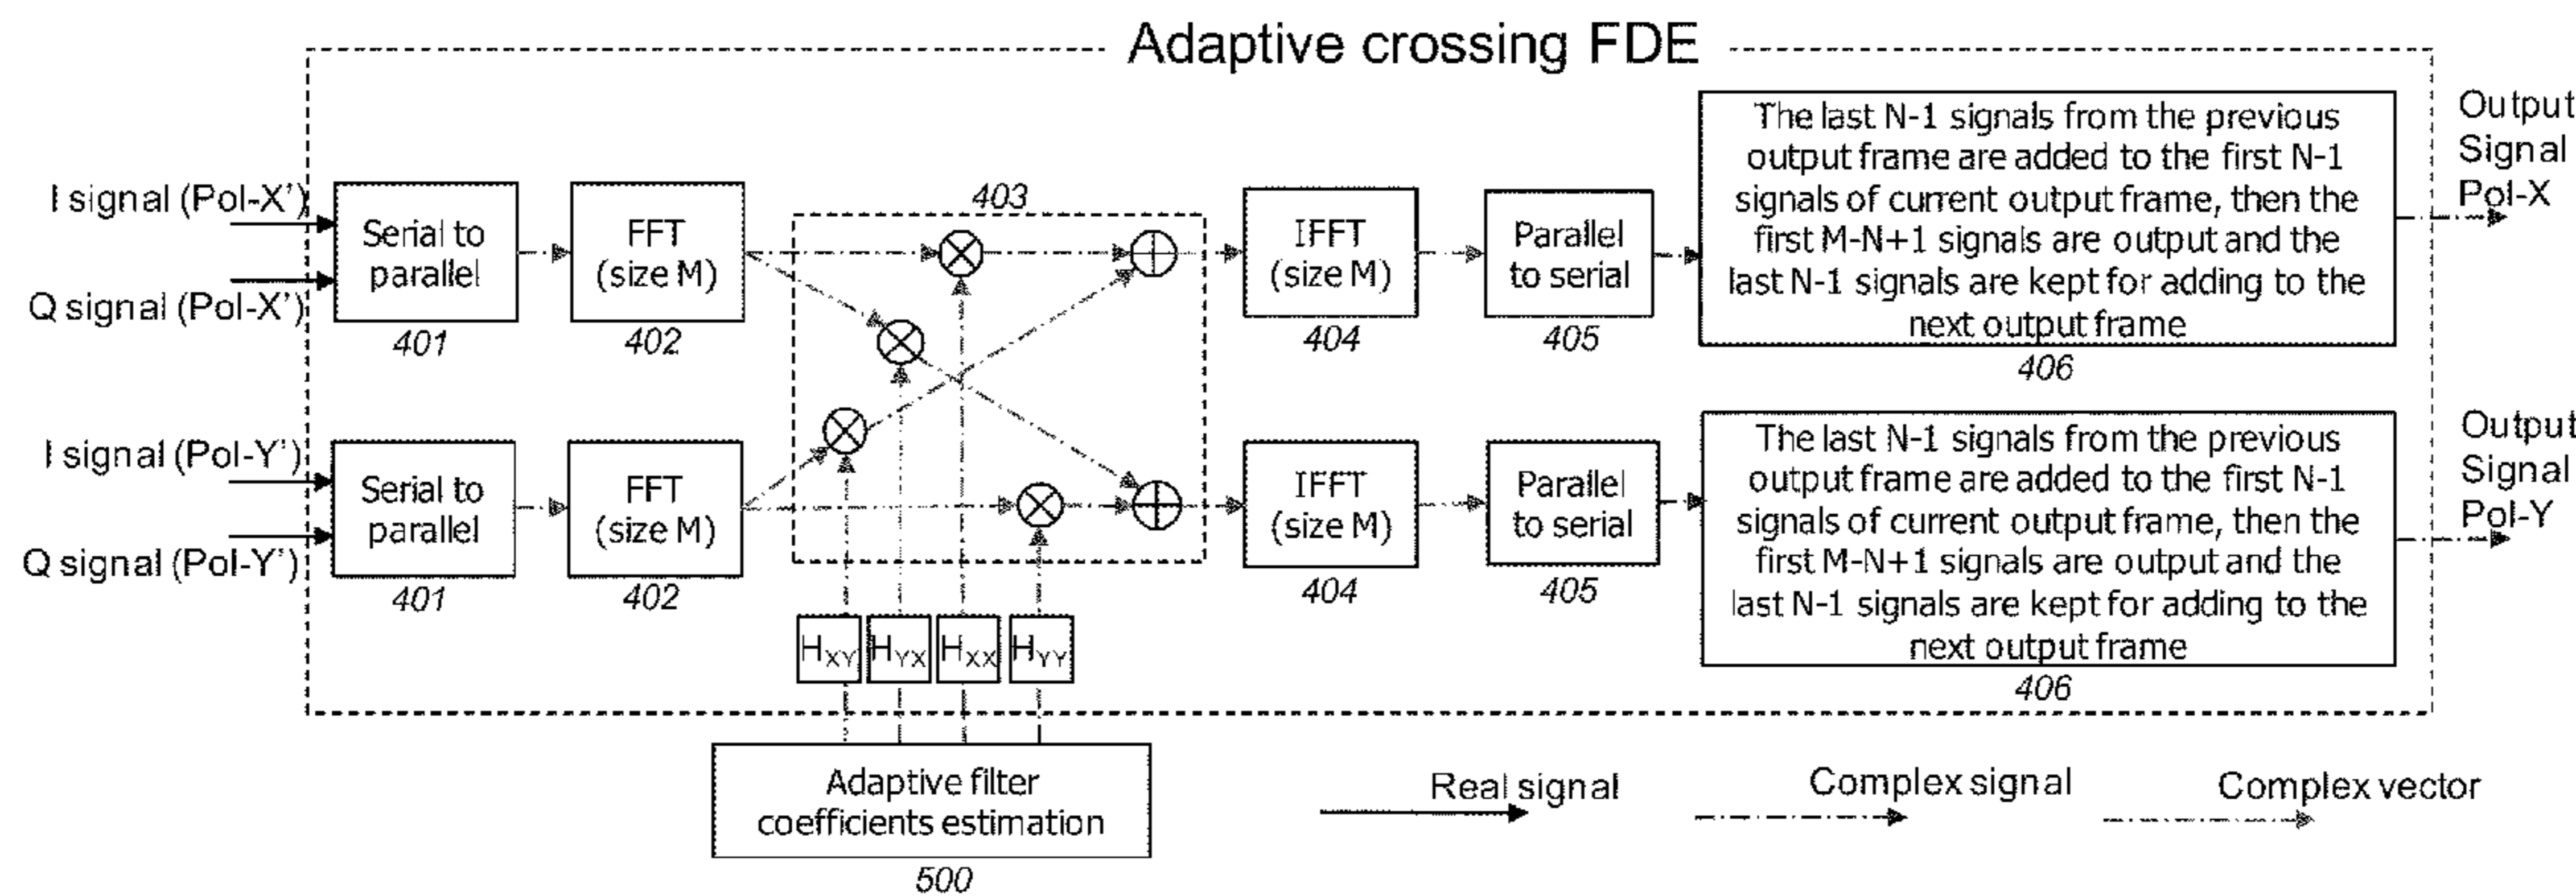 Adaptive crossing FDE
I signal (Pol-X')
Q signal (Pol-X')
Serial to
parallel
401
FFT
(size M)
402
403
IFFT
(size M)
404
Parallel
to serial
405
The last N-1 signals from the previous
output frame are added to the first N-1
signals of current output frame, then the
first M-N+1 signals are output and the
last N-1 signals are kept for adding to the
next output frame
406
Output
Signal
Pol-X
I signal (Pol-Y')
Q signal (Pol-Y')
Serial to
parallel
401
FFT
(size M)
402
IFFT
(size M)
404
Parallel
to serial
405
The last N-1 signals from the previous
output frame are added to the first N-1
signals of current output frame, then the
first M-N+1 signals are output and the
last N-1 signals are kept for adding to the
next output frame
406
Output
Signal
Pol-Y
HXY HYX HXX HYY
Adaptive filter
coefficients estimation
500
Real signal
Complex signal
Complex vector